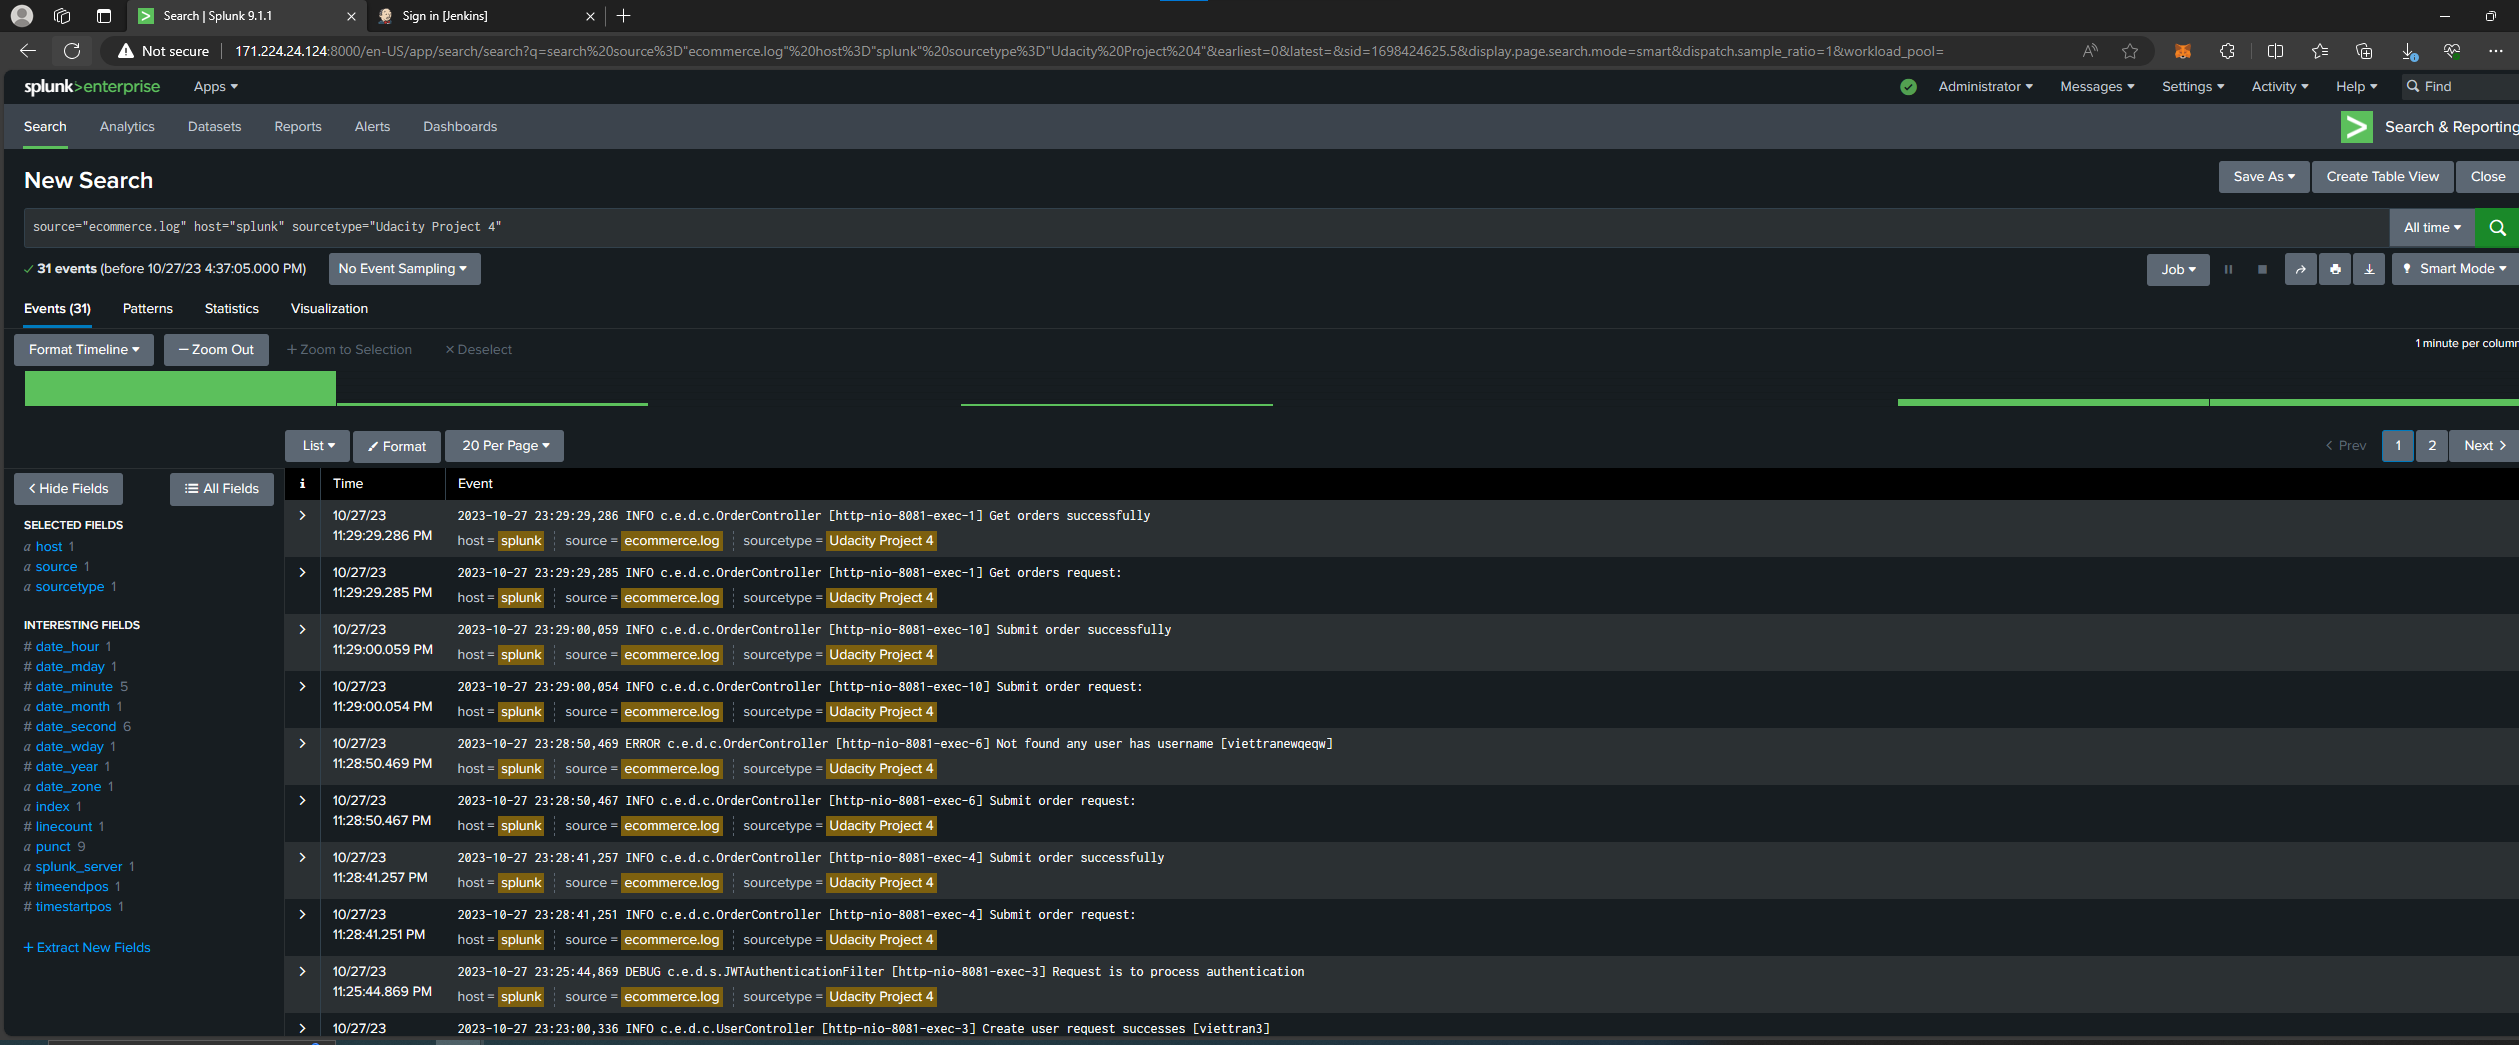 Search | Splunk 9.1.1
Sign in [Jenkins]
Not secure
171.224.24.124:8000/en-US/app/search/search?q=search%20source%3D"ecommerce.log"%20host%3D"splunk"%20sourcetype%3D"Udacity%20Project%204"&earliest=0&latest=&sid=1698424625.5&display.page.search.mode=smart&dispatch.sample_ratio=1&workload_pool=
splunk>enterprise Apps Administrator Messages Settings Activity Help Find
Search Analytics Datasets Reports Alerts Dashboards Search & Reporting
New Search Save As Create Table View Close
source="ecommerce.log" host="splunk" sourcetype="Udacity Project 4" All time
31 events (before 10/27/23 4:37:05.000 PM) No Event Sampling Job Smart Mode
Events (31) Patterns Statistics Visualization
Format Timeline — Zoom Out + Zoom to Selection × Deselect 1 minute per column
List Format 20 Per Page < Prev 1 2 Next >
< Hide Fields All Fields
SELECTED FIELDS
a host 1
a source 1
a sourcetype 1
INTERESTING FIELDS
# date_hour 1
# date_mday 1
# date_minute 5
a date_month 1
# date_second 6
a date_wday 1
# date_year 1
a date_zone 1
a index 1
# linecount 1
a punct 9
a splunk_server 1
# timeendpos 1
# timestartpos 1
+ Extract New Fields
i Time Event
10/27/23
11:29:29.286 PM
2023-10-27 23:29:29,286 INFO c.e.d.c.OrderController [http-nio-8081-exec-1] Get orders successfully
host = splunk source = ecommerce.log sourcetype = Udacity Project 4
10/27/23
11:29:29.285 PM
2023-10-27 23:29:29,285 INFO c.e.d.c.OrderController [http-nio-8081-exec-1] Get orders request:
host = splunk source = ecommerce.log sourcetype = Udacity Project 4
10/27/23
11:29:00.059 PM
2023-10-27 23:29:00,059 INFO c.e.d.c.OrderController [http-nio-8081-exec-10] Submit order successfully
host = splunk source = ecommerce.log sourcetype = Udacity Project 4
10/27/23
11:29:00.054 PM
2023-10-27 23:29:00,054 INFO c.e.d.c.OrderController [http-nio-8081-exec-10] Submit order request:
host = splunk source = ecommerce.log sourcetype = Udacity Project 4
10/27/23
11:28:50.469 PM
2023-10-27 23:28:50,469 ERROR c.e.d.c.OrderController [http-nio-8081-exec-6] Not found any user has username [viettranewqeqw]
host = splunk source = ecommerce.log sourcetype = Udacity Project 4
10/27/23
11:28:50.467 PM
2023-10-27 23:28:50,467 INFO c.e.d.c.OrderController [http-nio-8081-exec-6] Submit order request:
host = splunk source = ecommerce.log sourcetype = Udacity Project 4
10/27/23
11:28:41.257 PM
2023-10-27 23:28:41,257 INFO c.e.d.c.OrderController [http-nio-8081-exec-4] Submit order successfully
host = splunk source = ecommerce.log sourcetype = Udacity Project 4
10/27/23
11:28:41.251 PM
2023-10-27 23:28:41,251 INFO c.e.d.c.OrderController [http-nio-8081-exec-4] Submit order request:
host = splunk source = ecommerce.log sourcetype = Udacity Project 4
10/27/23
11:25:44.869 PM
2023-10-27 23:25:44,869 DEBUG c.e.d.s.JWTAuthenticationFilter [http-nio-8081-exec-3] Request is to process authentication
host = splunk source = ecommerce.log sourcetype = Udacity Project 4
10/27/23
2023-10-27 23:23:00,336 INFO c.e.d.c.UserController [http-nio-8081-exec-3] Create user request successes [viettran3]